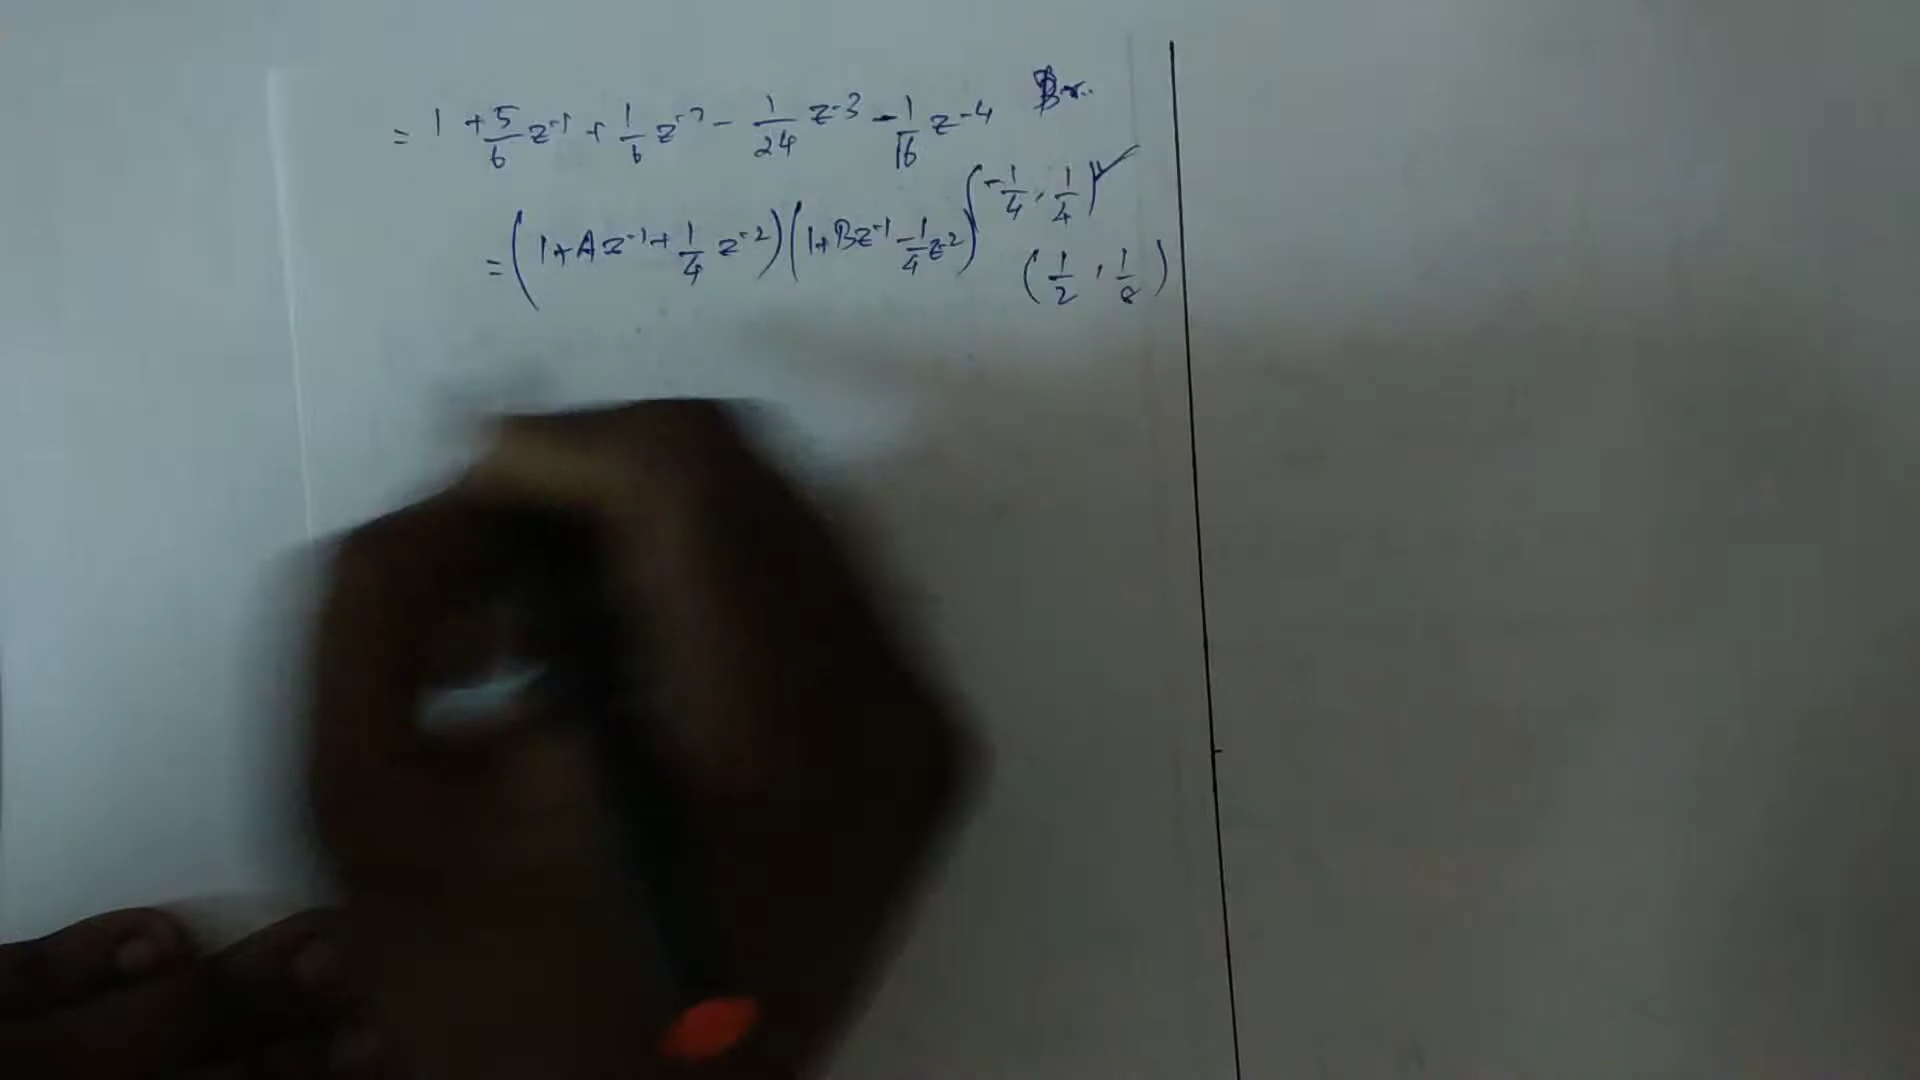 = 1 + 5/6 z⁻¹ + 1/6 z⁻² - 1/24 z⁻³ - 1/16 z⁻⁴
(-1/4, 1/4) ✓
= (1+Az⁻¹+ 1/4 z⁻²)(1+Bz⁻¹ - 1/4 z⁻²)
(1/2, 1/8)